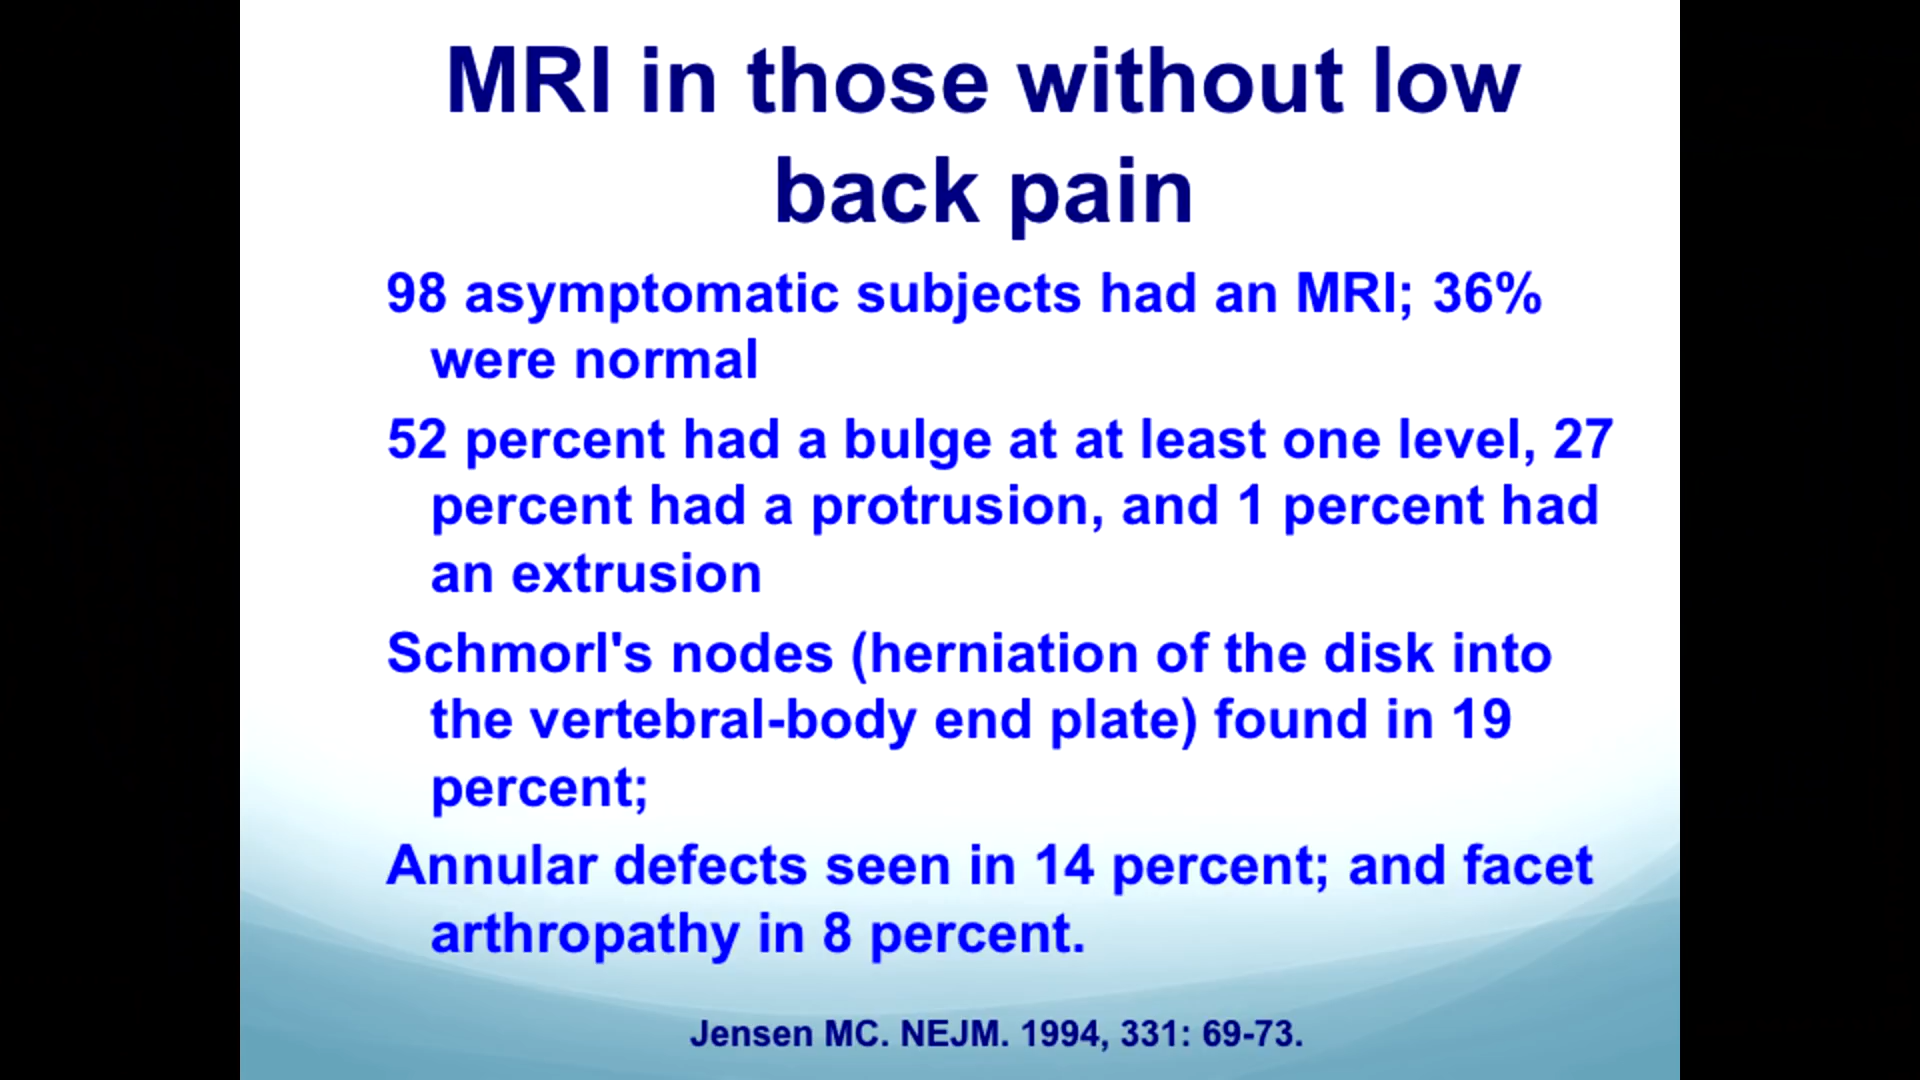 MRI in those without low
back pain
98 asymptomatic subjects had an MRI; 36%
were normal
52 percent had a bulge at at least one level, 27
percent had a protrusion, and 1 percent had
an extrusion
Schmorl's nodes (herniation of the disk into
the vertebral-body end plate) found in 19
percent;
Annular defects seen in 14 percent; and facet
arthropathy in 8 percent.
Jensen MC. NEJM. 1994, 331: 69-73.